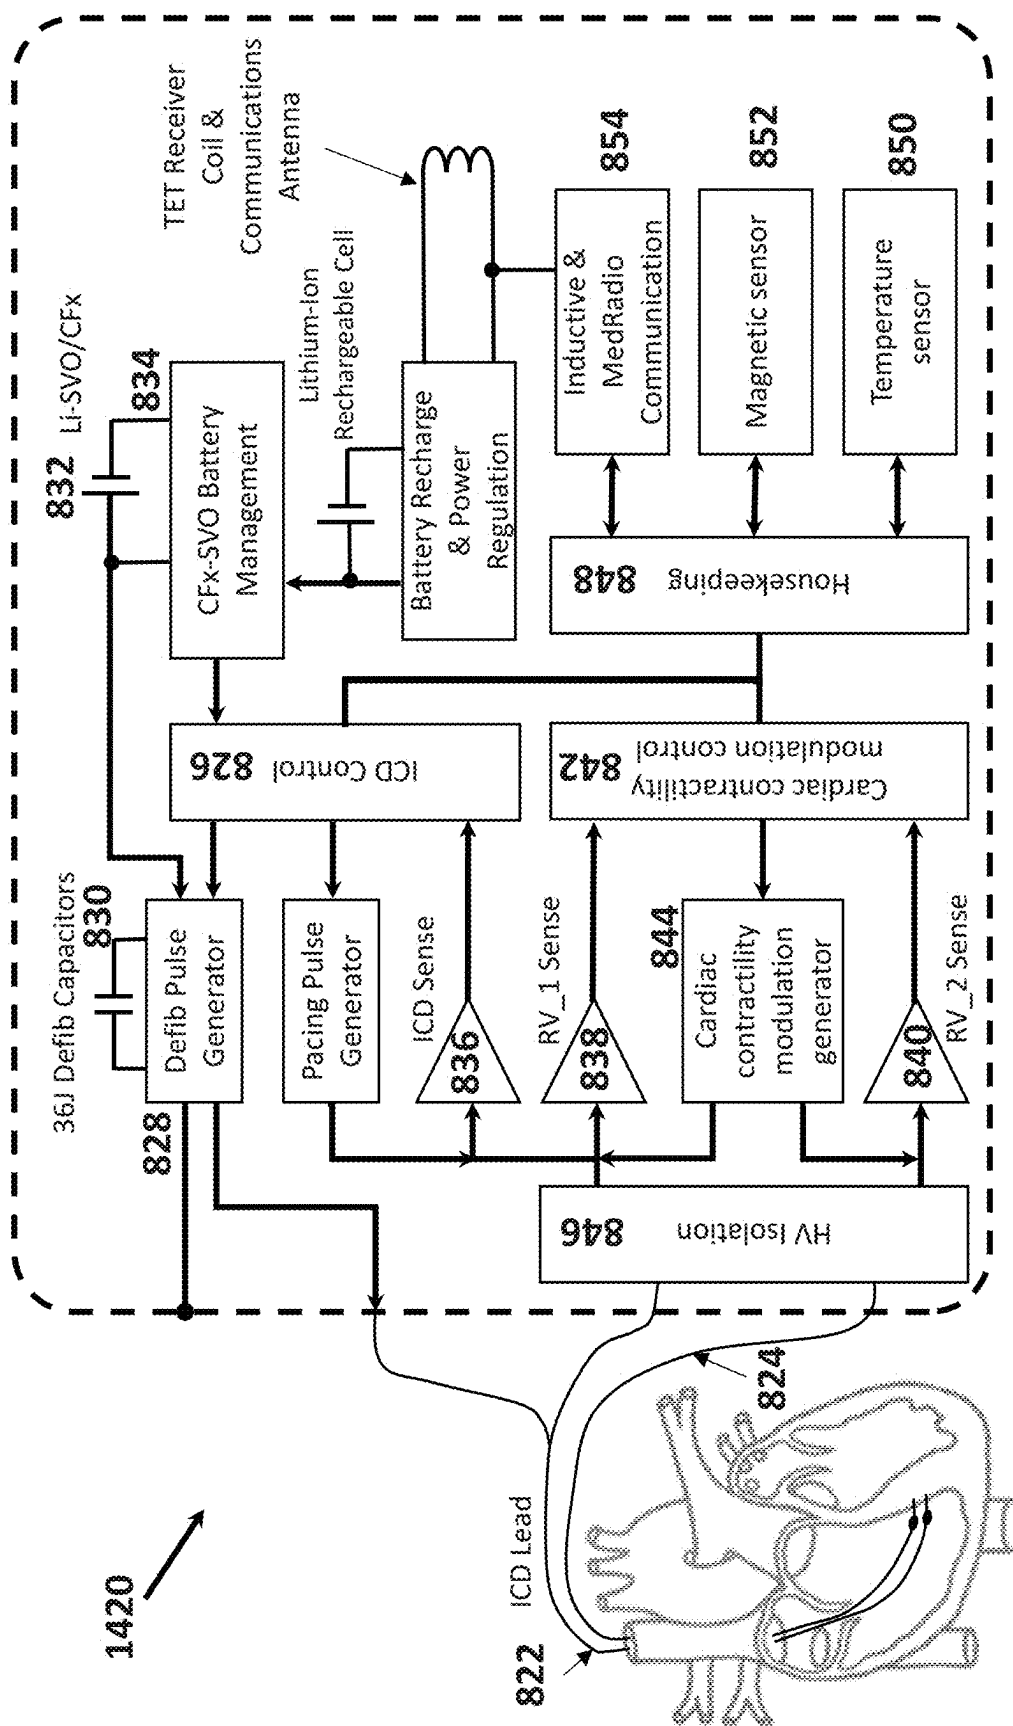 1420
822
ICD Lead
824
36J Defib Capacitors
830
828
Defib Pulse
Generator
Pacing Pulse
Generator
ICD Sense
836
RV_1 Sense
838
844
Cardiac
contractility
modulation
generator
840
RV_2 Sense
HV Isolation
846
832
Li-SVO/CFx
834
CFx-SVO Battery
Management
826
ICD Control
842
Cardiac contractility
modulation control
Lithium-Ion
Rechargeable Cell
Battery Recharge
& Power
Regulation
848
Housekeeping
TET Receiver
Coil &
Communications
Antenna
Inductive &
MedRadio
Communication
854
Magnetic sensor
852
Temperature
sensor
850